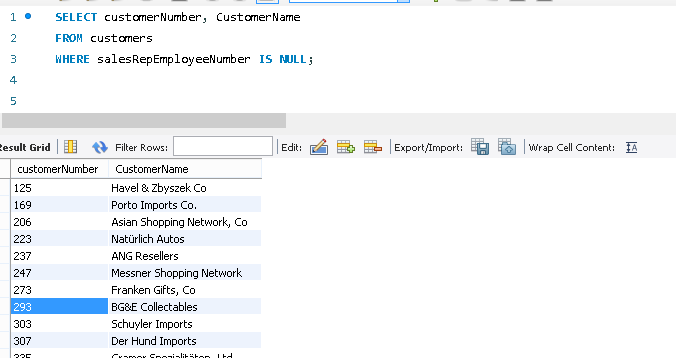 1 SELECT customerNumber, CustomerName
2 FROM customers
3 WHERE salesRepEmployeeNumber IS NULL;
4
5
Result Grid Filter Rows: Edit: Export/Import: Wrap Cell Content:
customerNumber CustomerName
125 Havel & Zbyszek Co
169 Porto Imports Co.
206 Asian Shopping Network, Co
223 Natürlich Autos
237 ANG Resellers
247 Messner Shopping Network
273 Franken Gifts, Co
293 BG&E Collectables
303 Schuyler Imports
307 Der Hund Imports